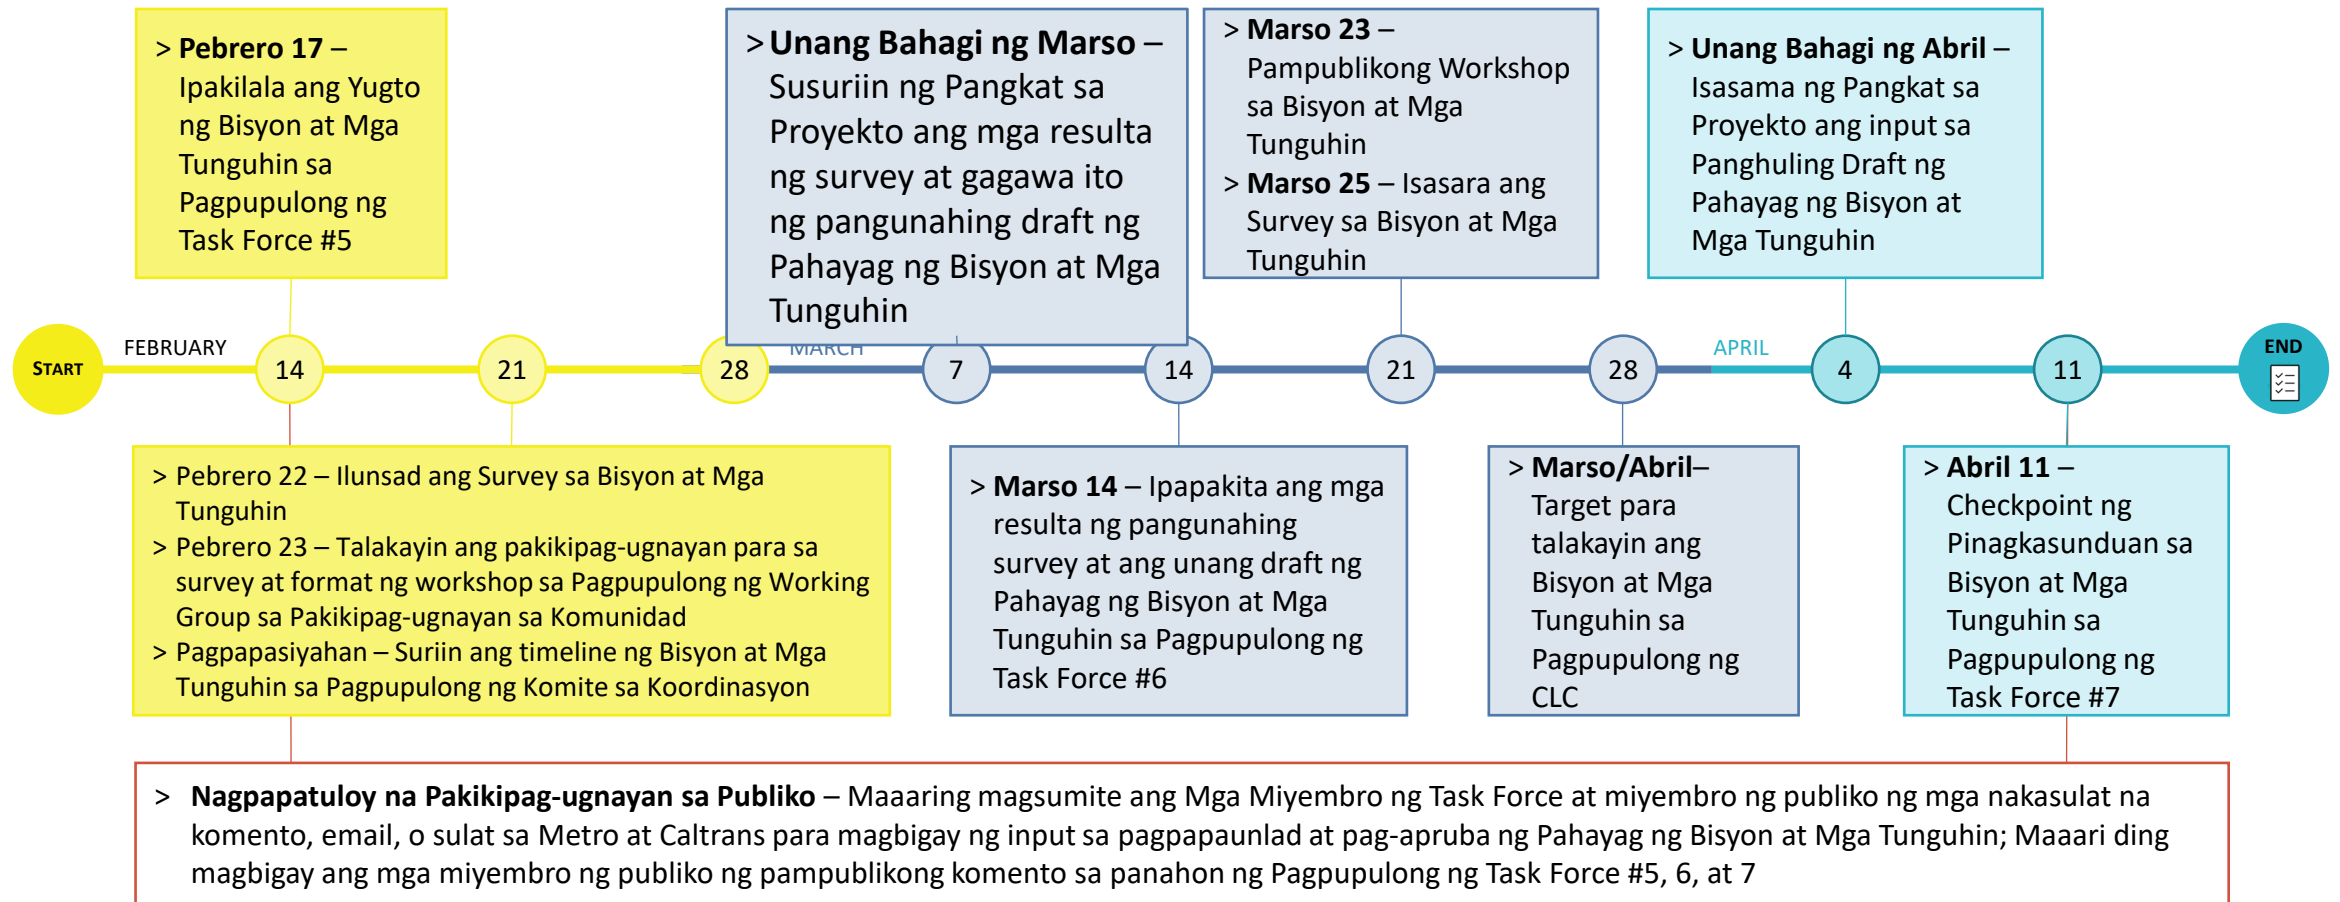 > Pebrero 17 –
Ipakilala ang Yugto
ng Bisyon at Mga
Tunguhin sa
Pagpupulong ng
Task Force #5
> Unang Bahagi ng Marso –
Susuriin ng Pangkat sa
Proyekto ang mga resulta
ng survey at gagawa ito
ng pangunahing draft ng
Pahayag ng Bisyon at Mga
Tunguhin
> Marso 23 –
Pampublikong Workshop
sa Bisyon at Mga
Tunguhin
> Marso 25 – Isasara ang
Survey sa Bisyon at Mga
Tunguhin
> Unang Bahagi ng Abril –
Isasama ng Pangkat sa
Proyekto ang input sa
Panghuling Draft ng
Pahayag ng Bisyon at
Mga Tunguhin
START
FEBRUARY
14
21
28
MARCH
7
14
21
28
APRIL
4
11
END
> Pebrero 22 – Ilunsad ang Survey sa Bisyon at Mga
Tunguhin
> Pebrero 23 – Talakayin ang pakikipag-ugnayan para sa
survey at format ng workshop sa Pagpupulong ng Working
Group sa Pakikipag-ugnayan sa Komunidad
> Pagpapasiyahan – Suriin ang timeline ng Bisyon at Mga
Tunguhin sa Pagpupulong ng Komite sa Koordinasyon
> Marso 14 – Ipapakita ang mga
resulta ng pangunahing
survey at ang unang draft ng
Pahayag ng Bisyon at Mga
Tunguhin sa Pagpupulong ng
Task Force #6
> Marso/Abril–
Target para
talakayin ang
Bisyon at Mga
Tunguhin sa
Pagpupulong ng
CLC
> Abril 11 –
Checkpoint ng
Pinagkasunduan sa
Bisyon at Mga
Tunguhin sa
Pagpupulong ng
Task Force #7
> Nagpapatuloy na Pakikipag-ugnayan sa Publiko – Maaaring magsumite ang Mga Miyembro ng Task Force at miyembro ng publiko ng mga nakasulat na
komento, email, o sulat sa Metro at Caltrans para magbigay ng input sa pagpapaunlad at pag-apruba ng Pahayag ng Bisyon at Mga Tunguhin; Maaari ding
magbigay ang mga miyembro ng publiko ng pampublikong komento sa panahon ng Pagpupulong ng Task Force #5, 6, at 7